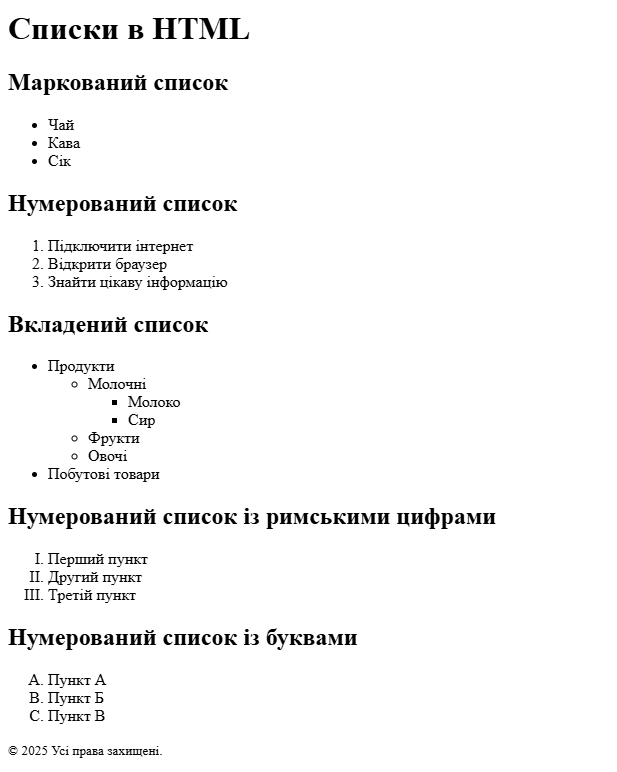 Списки в HTML
Маркований список
• Чай
• Кава
• Сік
Нумерований список
1. Підключити інтернет
2. Відкрити браузер
3. Знайти цікаву інформацію
Вкладений список
• Продукти
○ Молочні
▪ Молоко
▪ Сир
○ Фрукти
○ Овочі
• Побутові товари
Нумерований список із римськими цифрами
I. Перший пункт
II. Другий пункт
III. Третій пункт
Нумерований список із буквами
A. Пункт А
B. Пункт Б
C. Пункт В
© 2025 Усі права захищені.